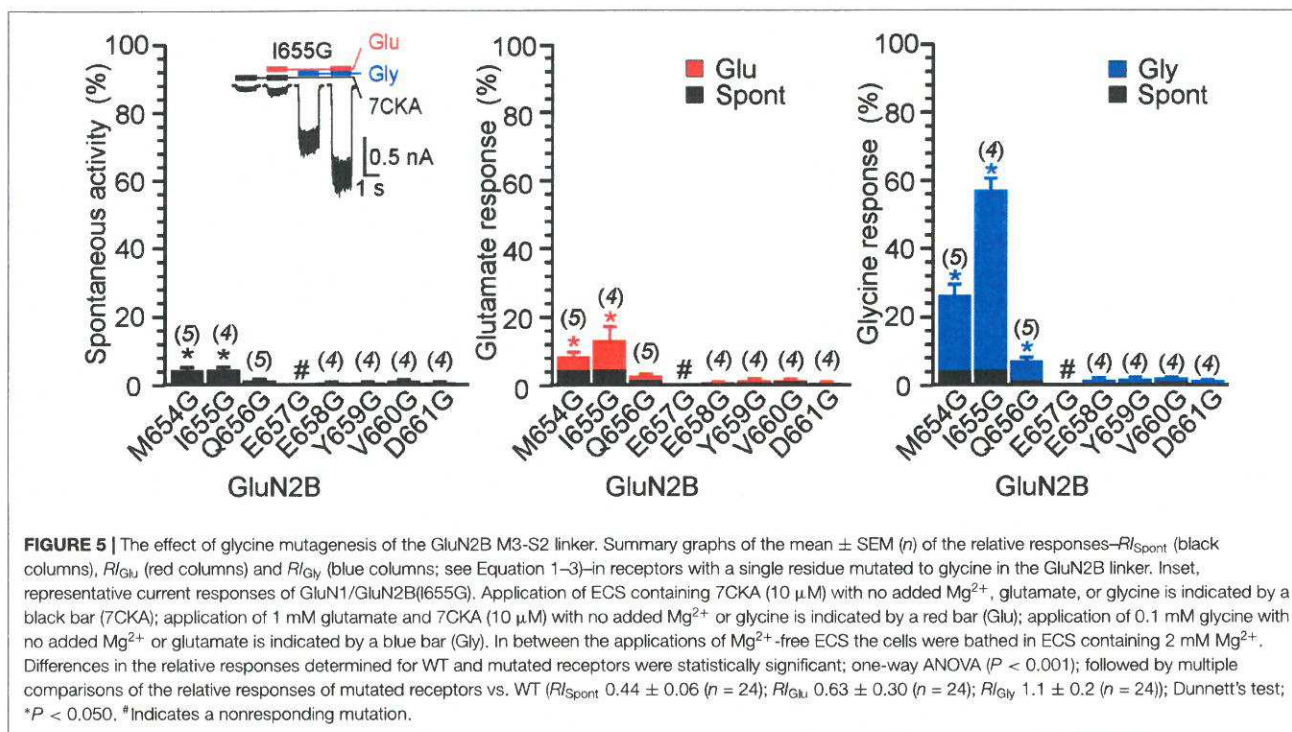 100
80
60
40
20
0
Spontaneous activity (%)
I655G
Glu
Gly
7CKA
0.5 nA
1 s
(5)
(4)
(5)
(4)
(4)
(4)
(4)
*
*
#
M654G
I655G
Q656G
E657G
E658G
Y659G
V660G
D661G
GluN2B
100
80
60
40
20
0
Glutamate response (%)
Glu
Spont
(5)
(4)
(5)
(4)
(4)
(4)
(4)
*
*
#
M654G
I655G
Q656G
E657G
E658G
Y659G
V660G
D661G
GluN2B
100
80
60
40
20
0
Glycine response (%)
Gly
Spont
(5)
(4)
(5)
(4)
(4)
(4)
(4)
*
*
*
#
M654G
I655G
Q656G
E657G
E658G
Y659G
V660G
D661G
GluN2B
FIGURE 5 | The effect of glycine mutagenesis of the GluN2B M3-S2 linker. Summary graphs of the mean ± SEM (n) of the relative responses–RI_Spont (black
columns), RI_Glu (red columns) and RI_Gly (blue columns; see Equation 1–3)–in receptors with a single residue mutated to glycine in the GluN2B linker. Inset,
representative current responses of GluN1/GluN2B(I655G). Application of ECS containing 7CKA (10 μM) with no added Mg²⁺, glutamate, or glycine is indicated by a
black bar (7CKA); application of 1 mM glutamate and 7CKA (10 μM) with no added Mg²⁺ or glycine is indicated by a red bar (Glu); application of 0.1 mM glycine with
no added Mg²⁺ or glutamate is indicated by a blue bar (Gly). In between the applications of Mg²⁺-free ECS the cells were bathed in ECS containing 2 mM Mg²⁺.
Differences in the relative responses determined for WT and mutated receptors were statistically significant; one-way ANOVA (P < 0.001); followed by multiple
comparisons of the relative responses of mutated receptors vs. WT (RI_Spont 0.44 ± 0.06 (n = 24); RI_Glu 0.63 ± 0.30 (n = 24); RI_Gly 1.1 ± 0.2 (n = 24)); Dunnett's test;
*P < 0.050. #Indicates a nonresponding mutation.